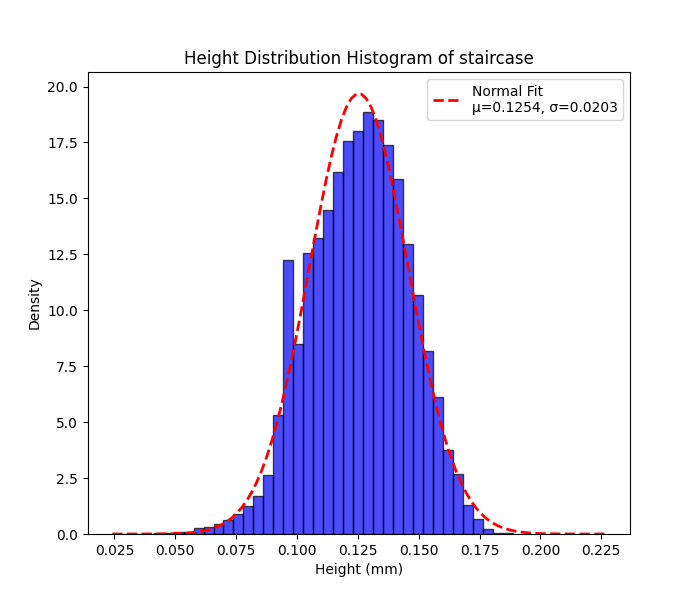 Height Distribution Histogram of staircase
Normal Fit
μ=0.1254, σ=0.0203
20.0
17.5
15.0
12.5
10.0
7.5
5.0
2.5
0.0
Density
0.025 0.050 0.075 0.100 0.125 0.150 0.175 0.200 0.225
Height (mm)